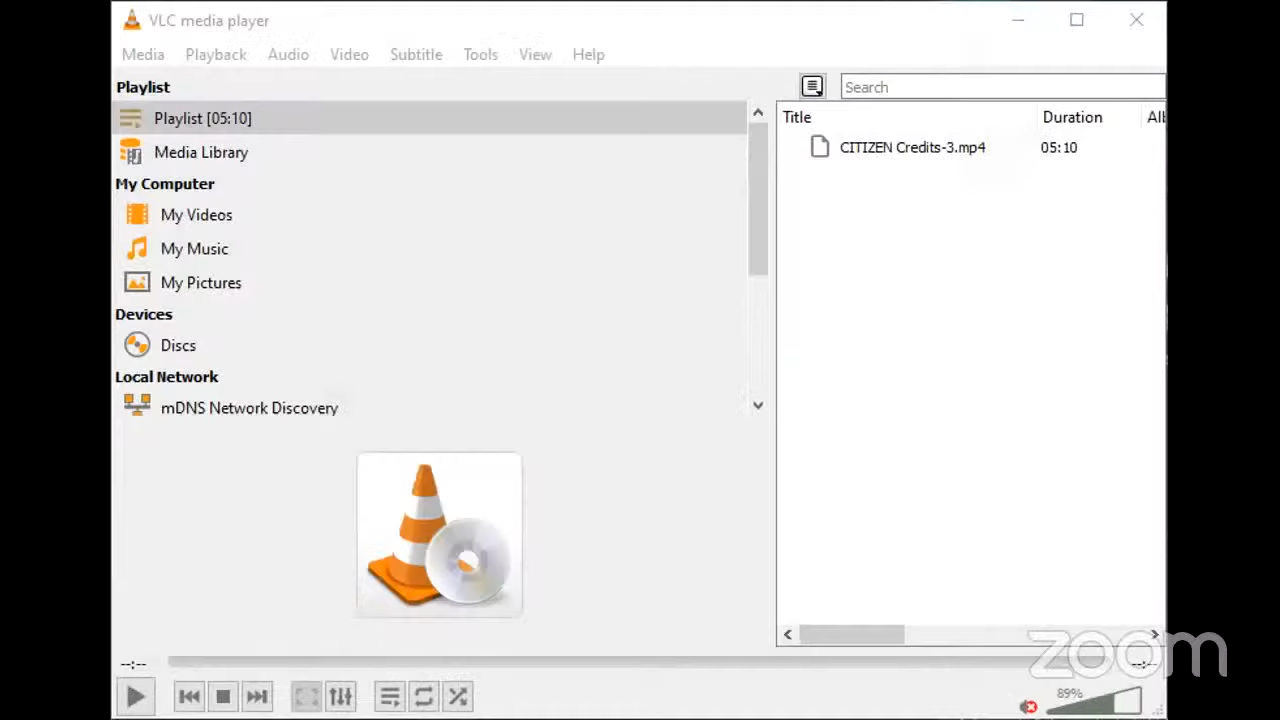 VLC media player
Media Playback Audio Video Subtitle Tools View Help
Playlist
Playlist [05:10]
Media Library
My Computer
My Videos
My Music
My Pictures
Devices
Discs
Local Network
mDNS Network Discovery
Search
Title Duration Alb
CITIZEN Credits-3.mp4 05:10
--:--
--:--
89%
zoom